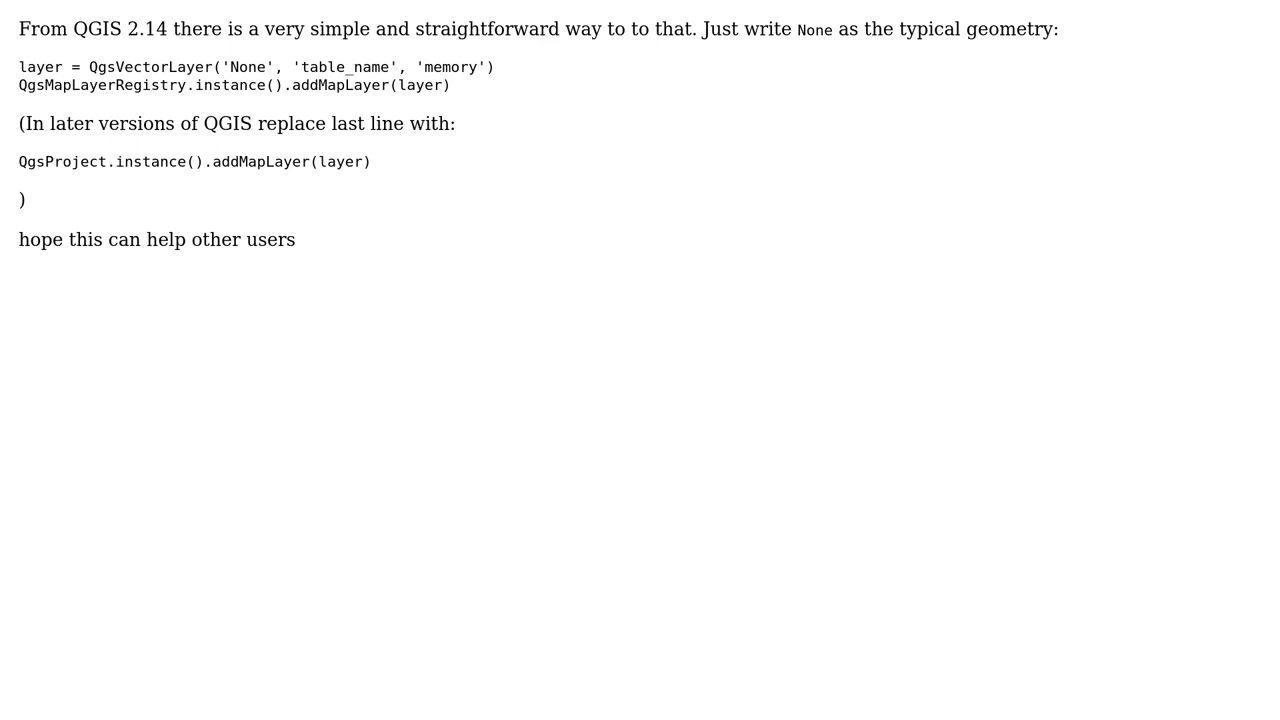 From QGIS 2.14 there is a very simple and straightforward way to to that. Just write None as the typical geometry:
layer = QgsVectorLayer('None', 'table_name', 'memory')
QgsMapLayerRegistry.instance().addMapLayer(layer)
(In later versions of QGIS replace last line with:
QgsProject.instance().addMapLayer(layer)
)
hope this can help other users